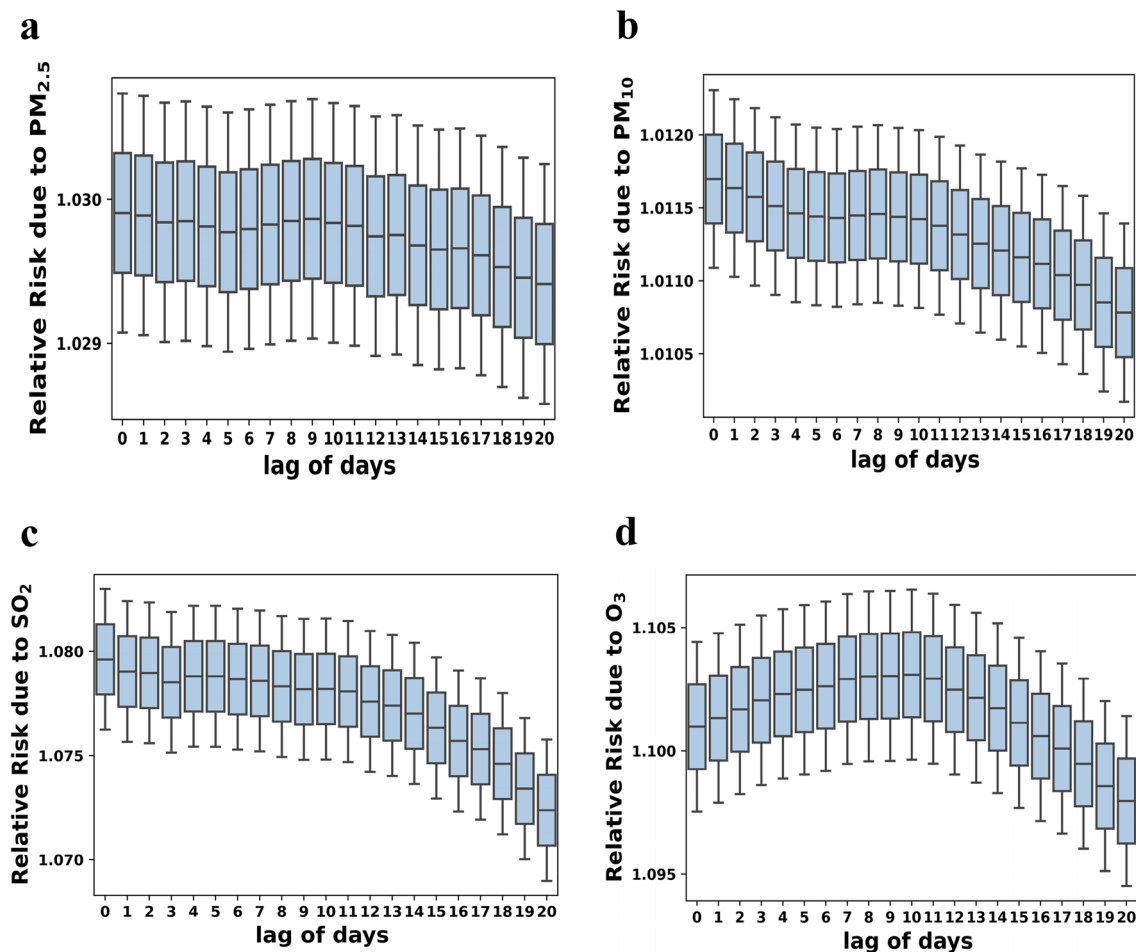 a
Relative Risk due to PM2.5
1.030
1.029
0 1 2 3 4 5 6 7 8 9 10 11 12 13 14 15 16 17 18 19 20
lag of days
b
Relative Risk due to PM10
1.0120
1.0115
1.0110
1.0105
0 1 2 3 4 5 6 7 8 9 10 11 12 13 14 15 16 17 18 19 20
lag of days
c
Relative Risk due to SO2
1.080
1.075
1.070
0 1 2 3 4 5 6 7 8 9 10 11 12 13 14 15 16 17 18 19 20
lag of days
d
Relative Risk due to O3
1.105
1.100
1.095
0 1 2 3 4 5 6 7 8 9 10 11 12 13 14 15 16 17 18 19 20
lag of days